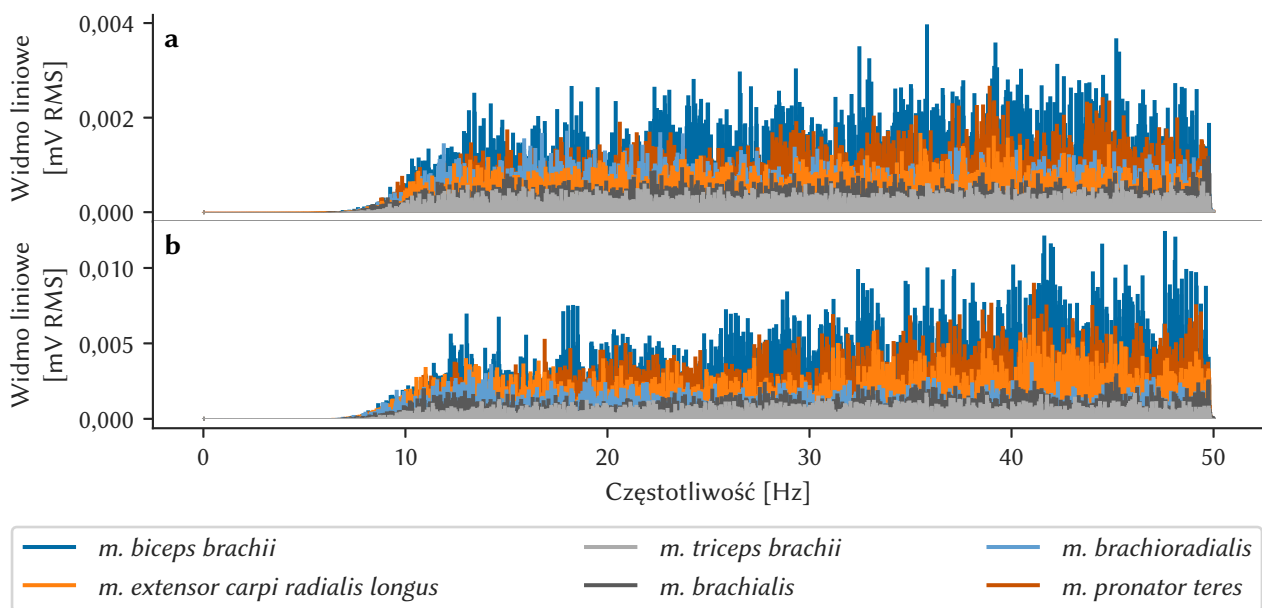 a
Widmo liniowe
[mV RMS]
0,004
0,002
0,000
b
Widmo liniowe
[mV RMS]
0,010
0,005
0,000
0 10 20 30 40 50
Częstotliwość [Hz]
m. biceps brachii m. triceps brachii m. brachioradialis
m. extensor carpi radialis longus m. brachialis m. pronator teres